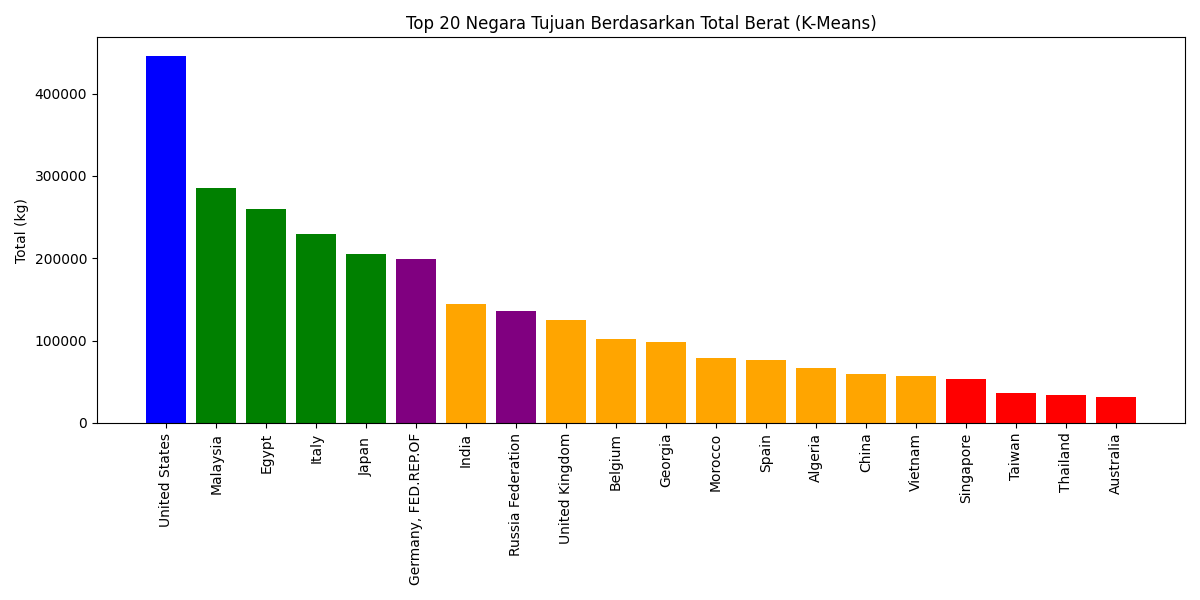 Top 20 Negara Tujuan Berdasarkan Total Berat (K-Means)
Total (kg)
400000
300000
200000
100000
0
United States
Malaysia
Egypt
Italy
Japan
Germany, FED.REP.OF
India
Russia Federation
United Kingdom
Belgium
Georgia
Morocco
Spain
Algeria
China
Vietnam
Singapore
Taiwan
Thailand
Australia